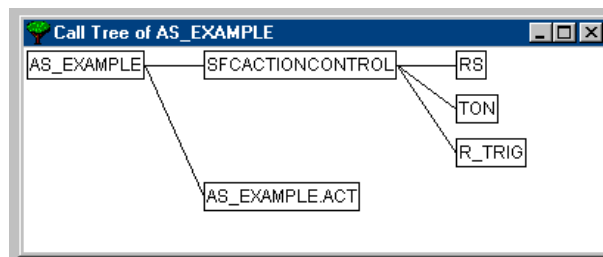 Call Tree of AS_EXAMPLE
AS_EXAMPLE SFCACTIONCONTROL RS
TON
R_TRIG
AS_EXAMPLE.ACT